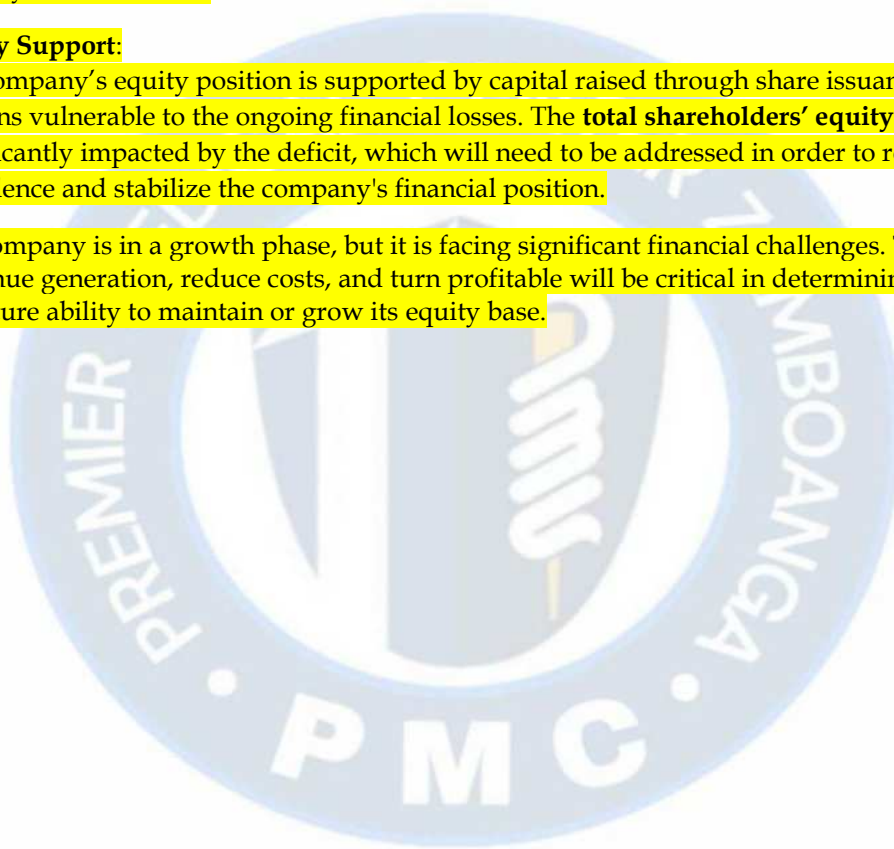 y Support:
ompany's equity position is supported by capital raised through share issuan
ns vulnerable to the ongoing financial losses. The total shareholders' equity
icantly impacted by the deficit, which will need to be addressed in order to r
lence and stabilize the company's financial position.
ompany is in a growth phase, but it is facing significant financial challenges.
nue generation, reduce costs, and turn profitable will be critical in determinin
ure ability to maintain or grow its equity base.
PREMIER
ZAMBOANGA
PMC